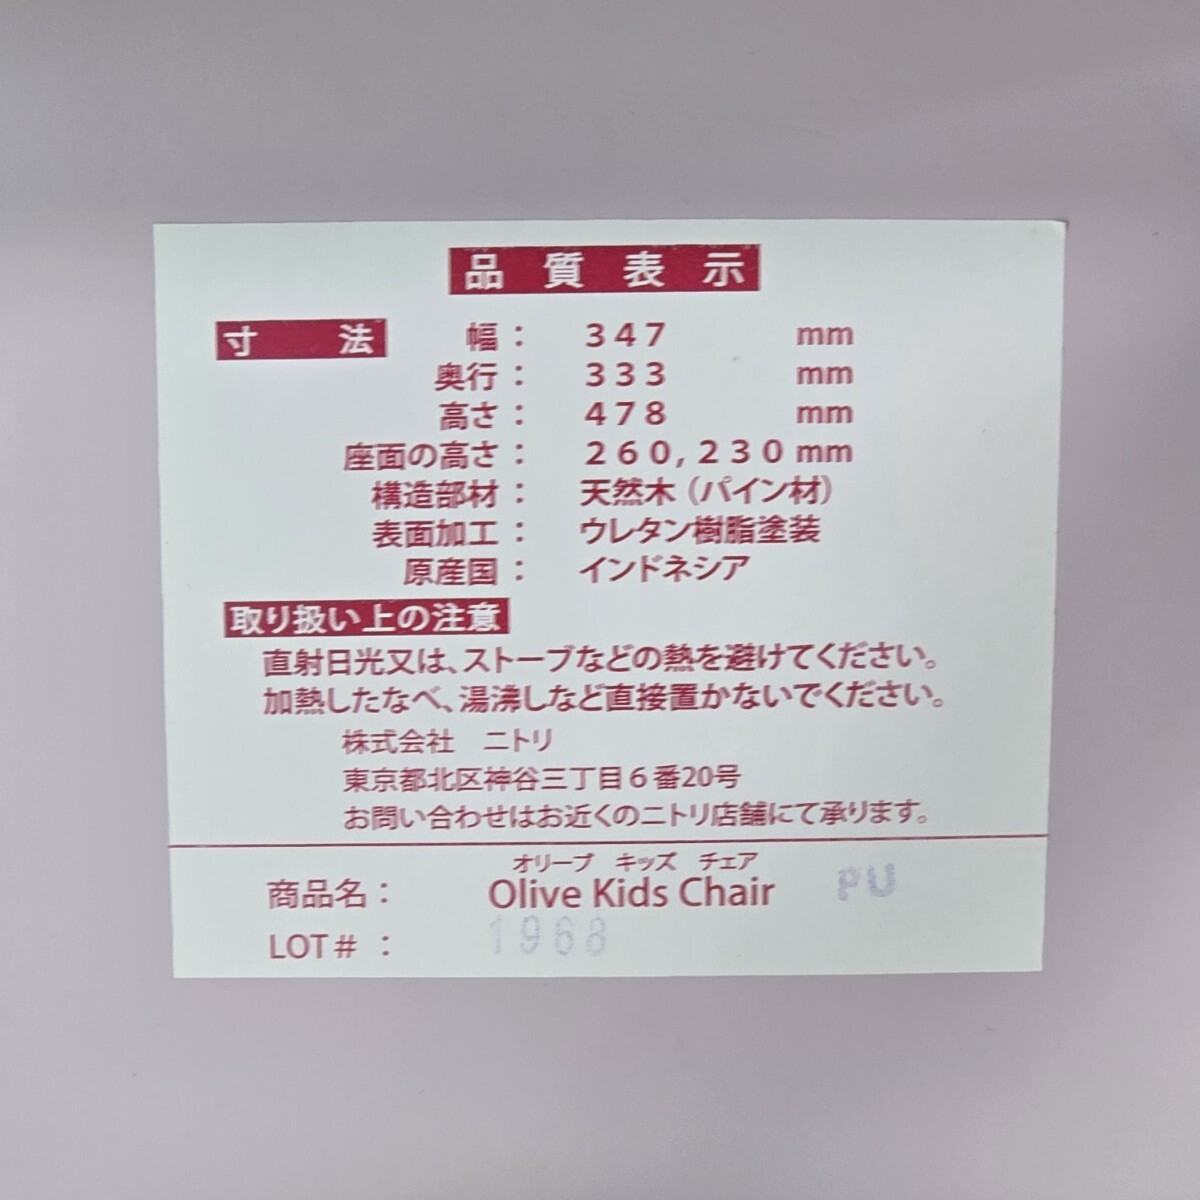 品質表示
寸法 幅： 347 mm
奥行： 333 mm
高さ： 478 mm
座面の高さ： 260,230mm
構造部材： 天然木（パイン材）
表面加工： ウレタン樹脂塗装
原産国： インドネシア
取り扱い上の注意
直射日光又は、ストーブなどの熱を避けてください。
加熱したなべ、湯沸しなど直接置かないでください。
株式会社 ニトリ
東京都北区神谷三丁目６番20号
お問い合わせはお近くのニトリ店舗にて承ります。
オリーブ キッズ チェア
商品名： Olive Kids Chair PU
LOT＃： 1968